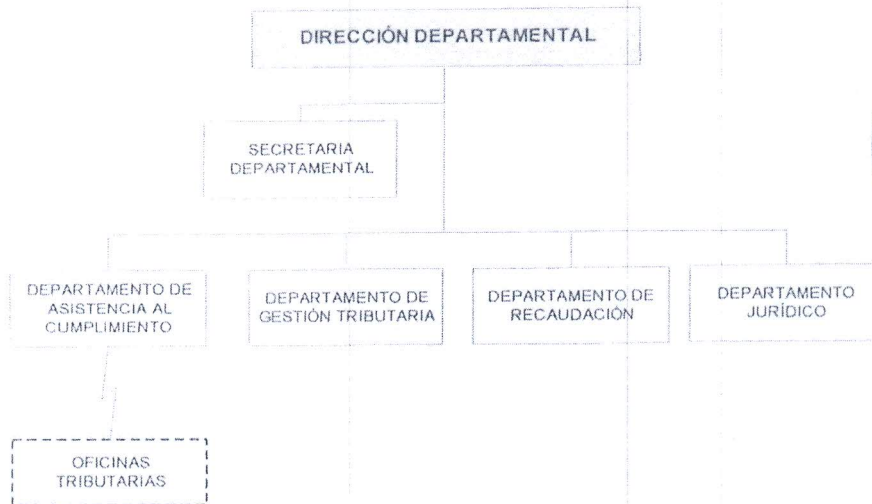 DIRECCIÓN DEPARTAMENTAL
SECRETARIA
DEPARTAMENTAL
DEPARTAMENTO DE
ASISTENCIA AL
CUMPLIMIENTO
DEPARTAMENTO DE
GESTIÓN TRIBUTARIA
DEPARTAMENTO DE
RECAUDACIÓN
DEPARTAMENTO
JURÍDICO
OFICINAS
TRIBUTARIAS